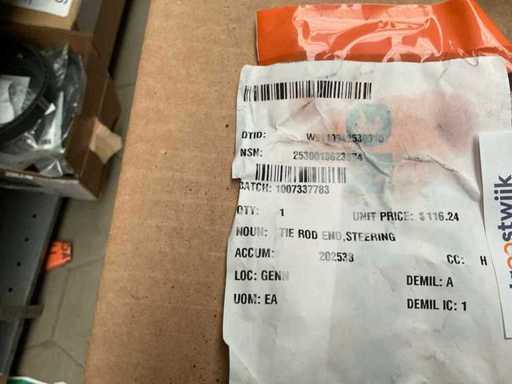 DTID:
NSN:
BATCH: 1007337783
QTY: 1 UNIT PRICE: $ 116.24
NOUN: TIE ROD END,STEERING
ACCUM: 202533 CC: H
LOC: GENN DEMIL: A
UOM: EA DEMIL IC: 1